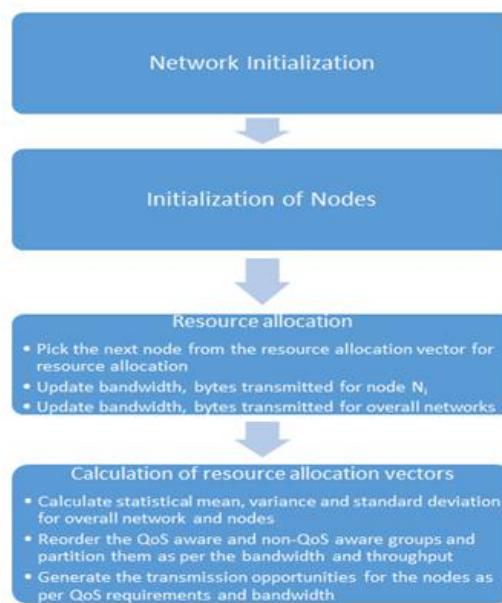 Network Initialization
Initialization of Nodes
Resource allocation
• Pick the next node from the resource allocation vector for
resource allocation
• Update bandwidth, bytes transmitted for node Ni
• Update bandwidth, bytes transmitted for overall networks
Calculation of resource allocation vectors
• Calculate statistical mean, variance and standard deviation
for overall network and nodes
• Reorder the QoS aware and non-QoS aware groups and
partition them as per the bandwidth and throughput
• Generate the transmission opportunities for the nodes as
per QoS requirements and bandwidth